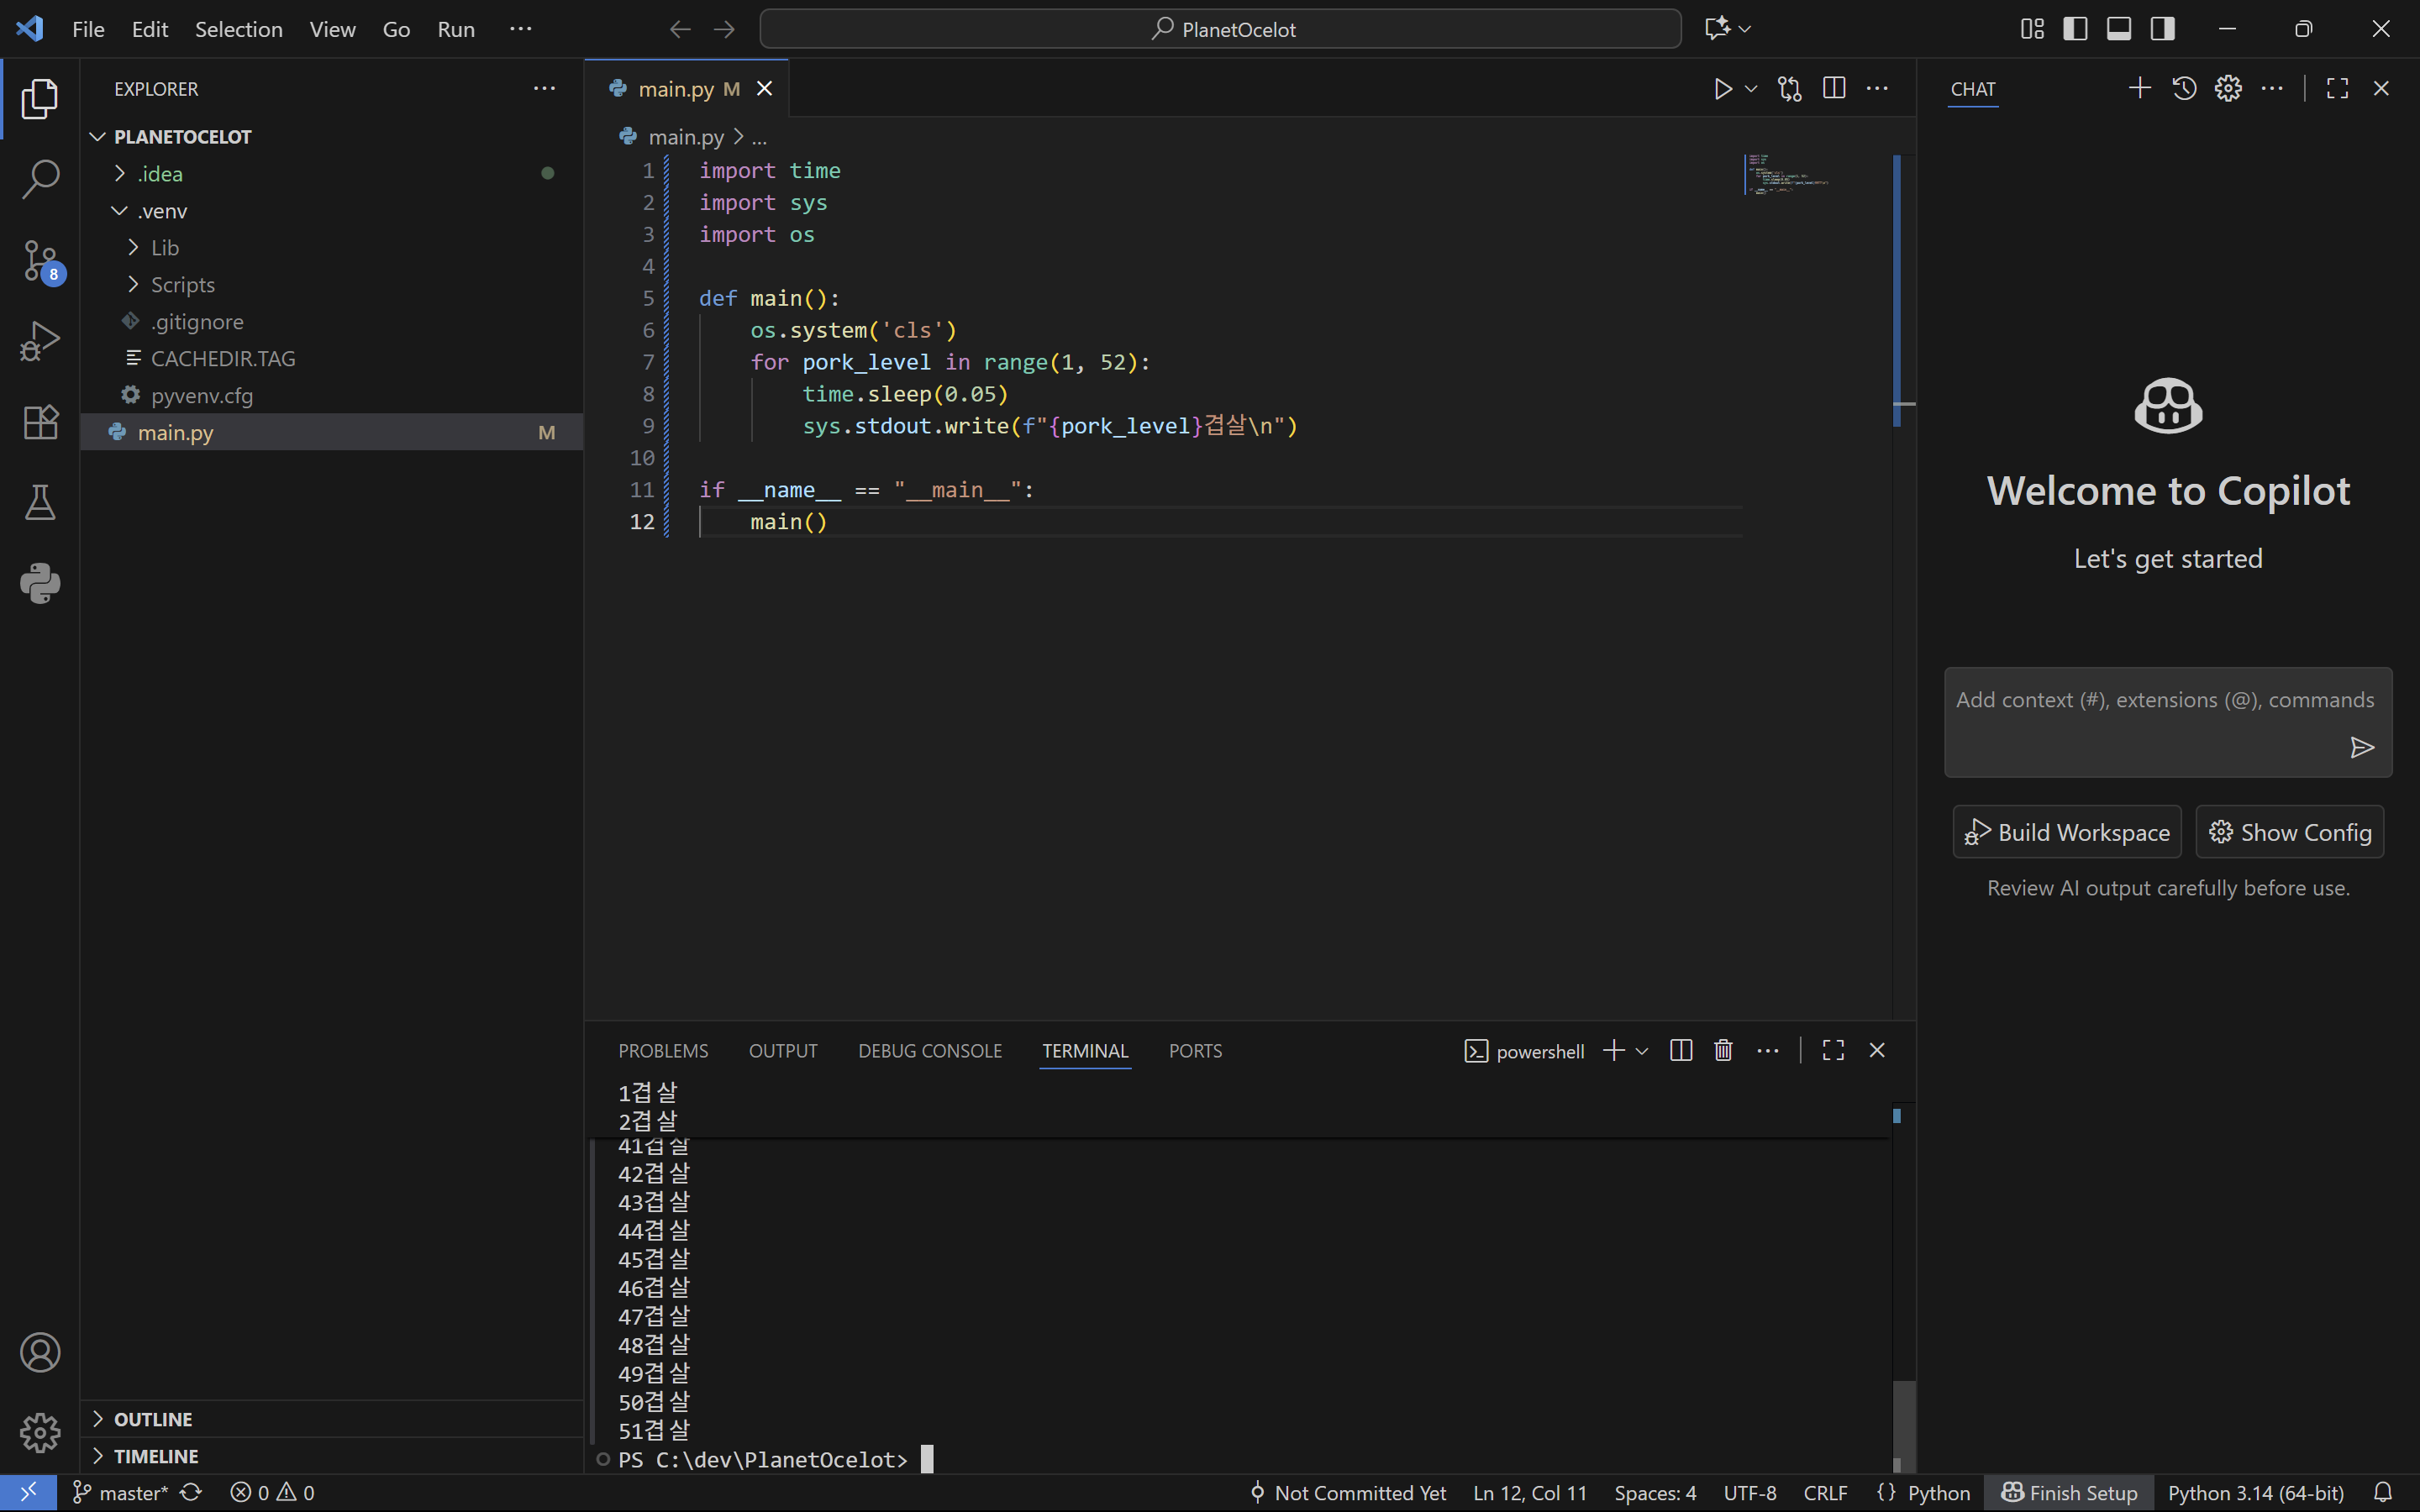 File Edit Selection View Go Run ...
PlanetOcelot
EXPLORER
PLANETOCELOT
.idea
.venv
Lib
Scripts
.gitignore
CACHEDIR.TAG
pyvenv.cfg
main.py M
OUTLINE
TIMELINE
main.py M
main.py > ...
1 import time
2 import sys
3 import os
4
5 def main():
6 os.system('cls')
7 for pork_level in range(1, 52):
8 time.sleep(0.05)
9 sys.stdout.write(f"{pork_level}겹살\n")
10
11 if __name__ == "__main__":
12 main()
PROBLEMS OUTPUT DEBUG CONSOLE TERMINAL PORTS
powershell
1겹살
2겹살
41겹살
42겹살
43겹살
44겹살
45겹살
46겹살
47겹살
48겹살
49겹살
50겹살
51겹살
PS C:\dev\PlanetOcelot>
CHAT
Welcome to Copilot
Let's get started
Add context (#), extensions (@), commands
Build Workspace Show Config
Review AI output carefully before use.
8
master* 0 0 Not Committed Yet Ln 12, Col 11 Spaces: 4 UTF-8 CRLF {} Python Finish Setup Python 3.14 (64-bit)